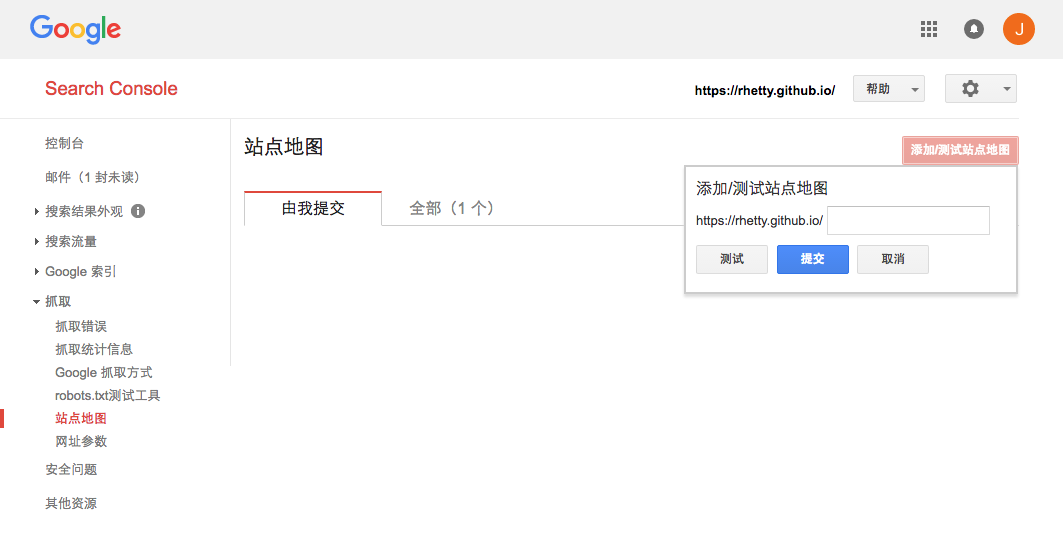 Google
J
Search Console
https://rhetty.github.io/
帮助
控制台
邮件（1 封未读）
搜索结果外观
搜索流量
Google 索引
抓取
抓取错误
抓取统计信息
Google 抓取方式
robots.txt测试工具
站点地图
网址参数
安全问题
其他资源
站点地图
添加/测试站点地图
由我提交
全部（1 个）
添加/测试站点地图
https://rhetty.github.io/
测试
提交
取消